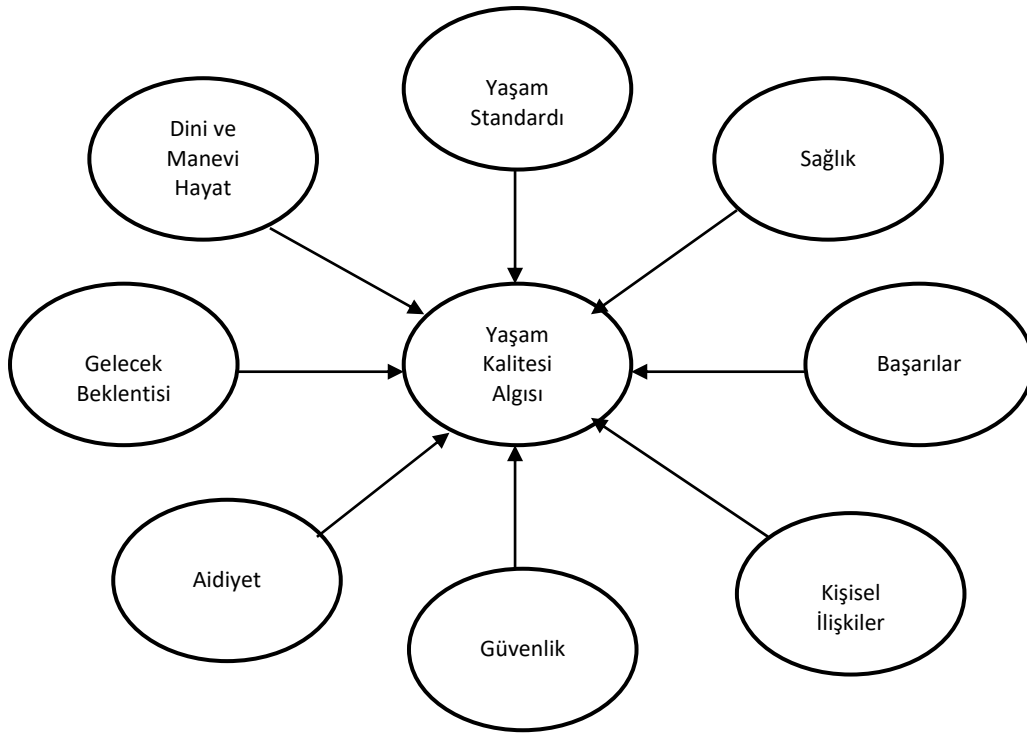 Yaşam
Standardı
Dini ve
Manevi
Hayat
Sağlık
Yaşam
Kalitesi
Algısı
Gelecek
Beklentisi
Başarılar
Aidiyet
Güvenlik
Kişisel
İlişkiler